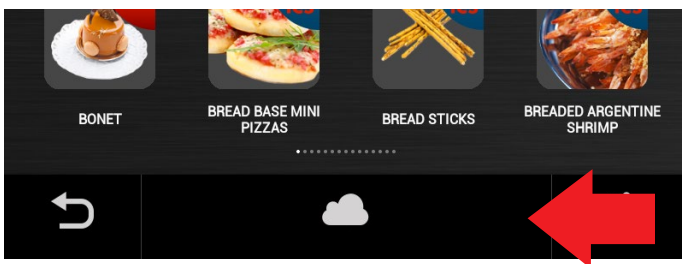 BONET
BREAD BASE MINI
PIZZAS
BREAD STICKS
BREADED ARGENTINE
SHRIMP